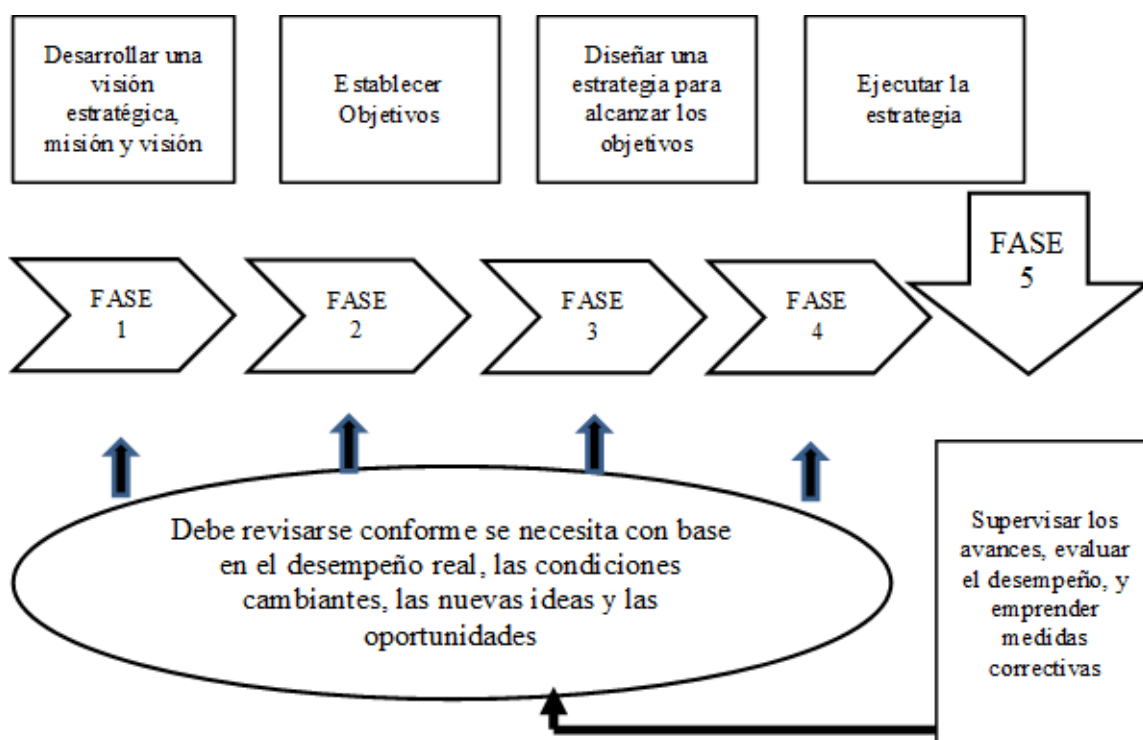 Desarrollar una
visión
estratégica,
misión y visión
Establecer
Objetivos
Diseñar una
estrategia para
alcanzar los
objetivos
Ejecutar la
estrategia
FASE
1
FASE
2
FASE
3
FASE
4
FASE
5
Debe revisarse conforme se necesita con base
en el desempeño real, las condiciones
cambiantes, las nuevas ideas y las
oportunidades
Supervisar los
avances, evaluar
el desempeño, y
emprender
medidas
correctivas